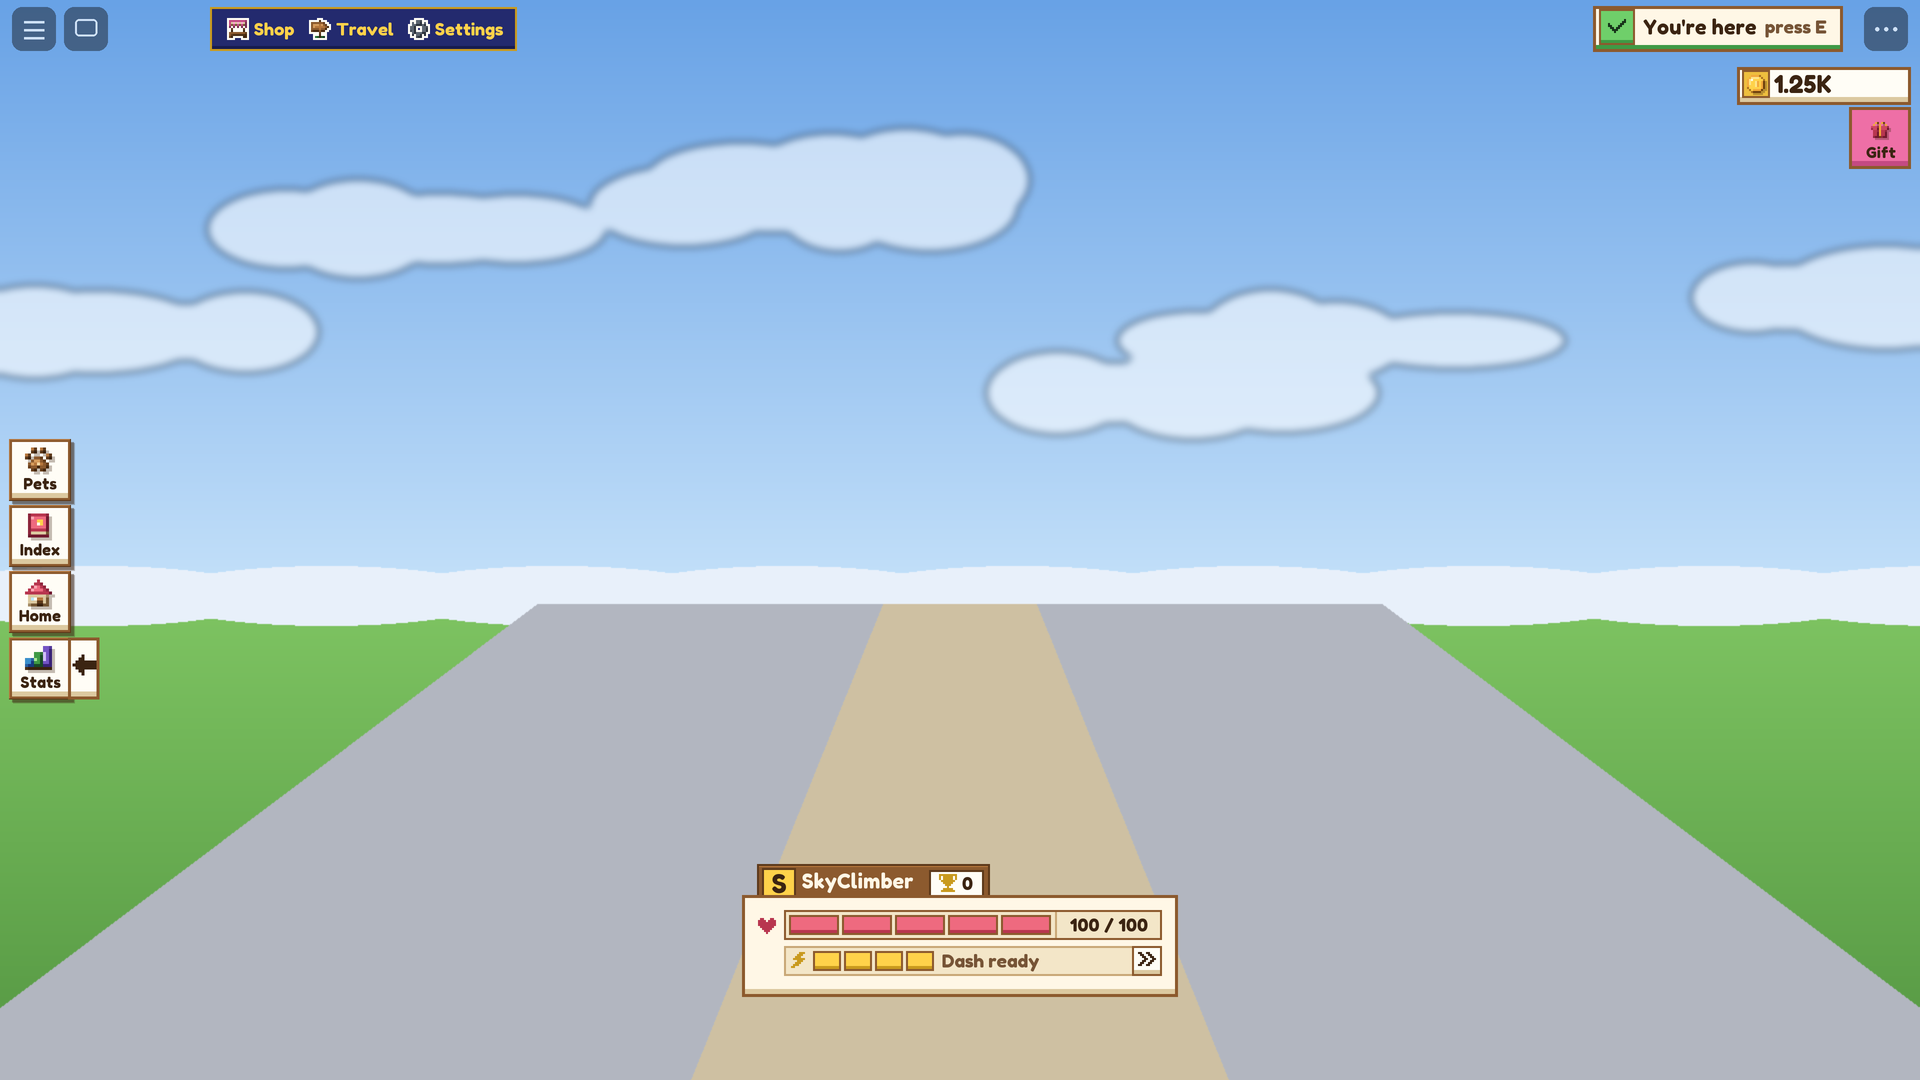 Shop Travel Settings
You're here press E
1.25K
Gift
Pets
Index
Home
Stats
S SkyClimber 0
100 / 100
Dash ready